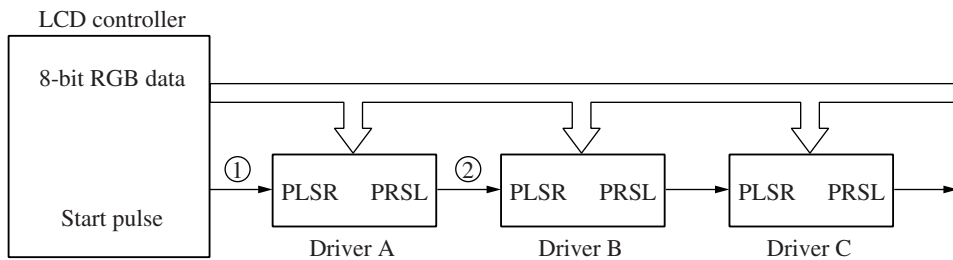 LCD controller
8-bit RGB data
① ②
PLSR PRSL PLSR PRSL PLSR PRSL
Start pulse
Driver A Driver B Driver C